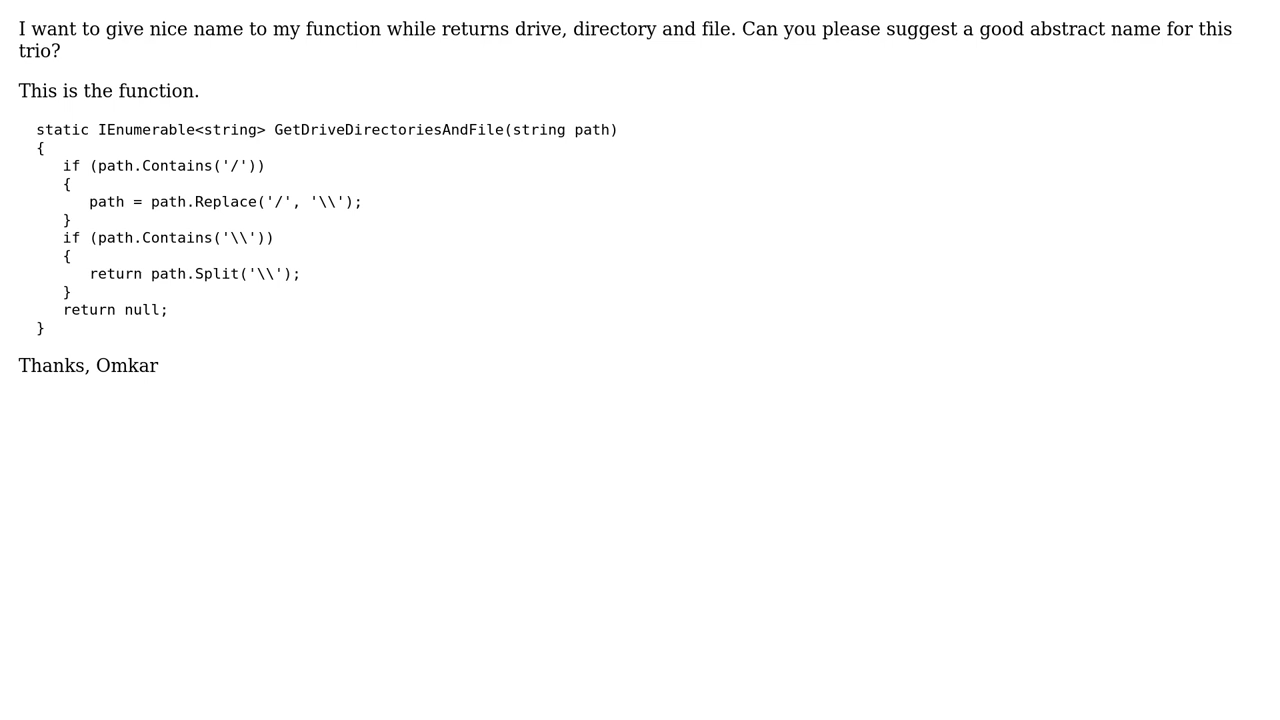 I want to give nice name to my function while returns drive, directory and file. Can you please suggest a good abstract name for this
trio?
This is the function.
static IEnumerable<string> GetDriveDirectoriesAndFile(string path)
{
   if (path.Contains('/'))
   {
      path = path.Replace('/', '\\');
   }
   if (path.Contains('\\'))
   {
      return path.Split('\\');
   }
   return null;
}
Thanks, Omkar